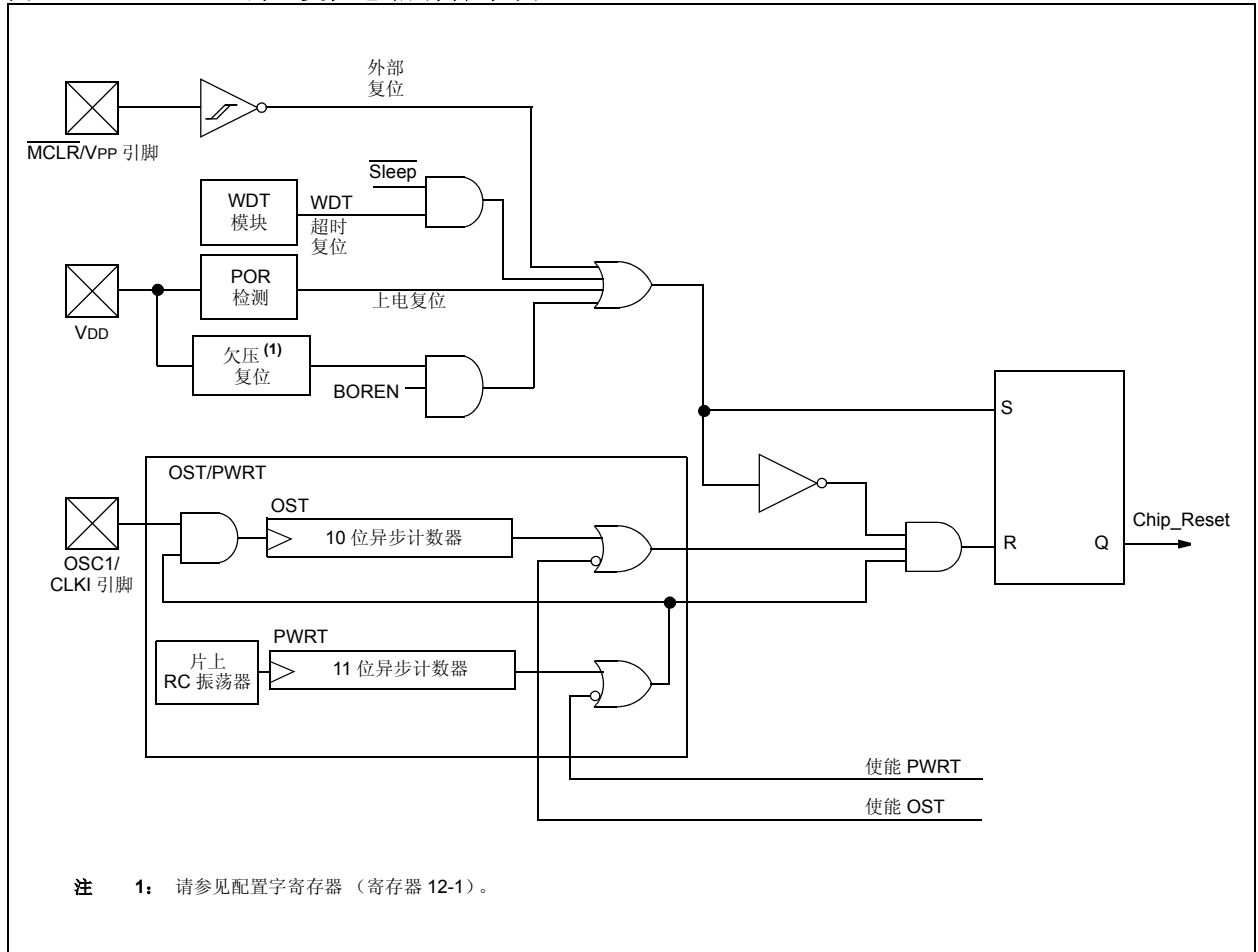 外部
复位
MCLR/VPP 引脚
Sleep
WDT
模块
WDT
超时
复位
POR
检测
上电复位
VDD
欠压 (1)
复位
BOREN
S
OST/PWRT
OST
10 位异步计数器
OSC1/
CLKI 引脚
R
Q
Chip_Reset
PWRT
片上
RC 振荡器
11 位异步计数器
使能 PWRT
使能 OST
注 1： 请参见配置字寄存器 （寄存器 12-1）。